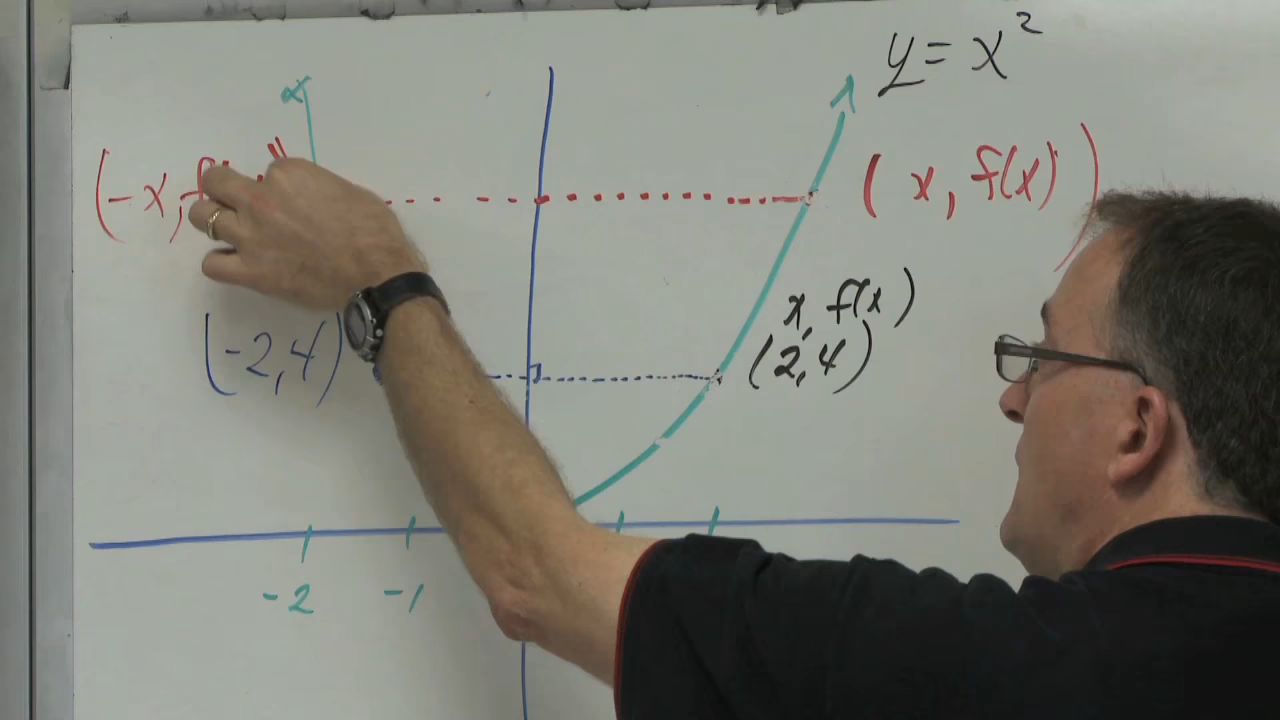 y = x²
(-x, f
(x, f(x))
x, f(x)
(-2,4)
(2,4)
-2 -1